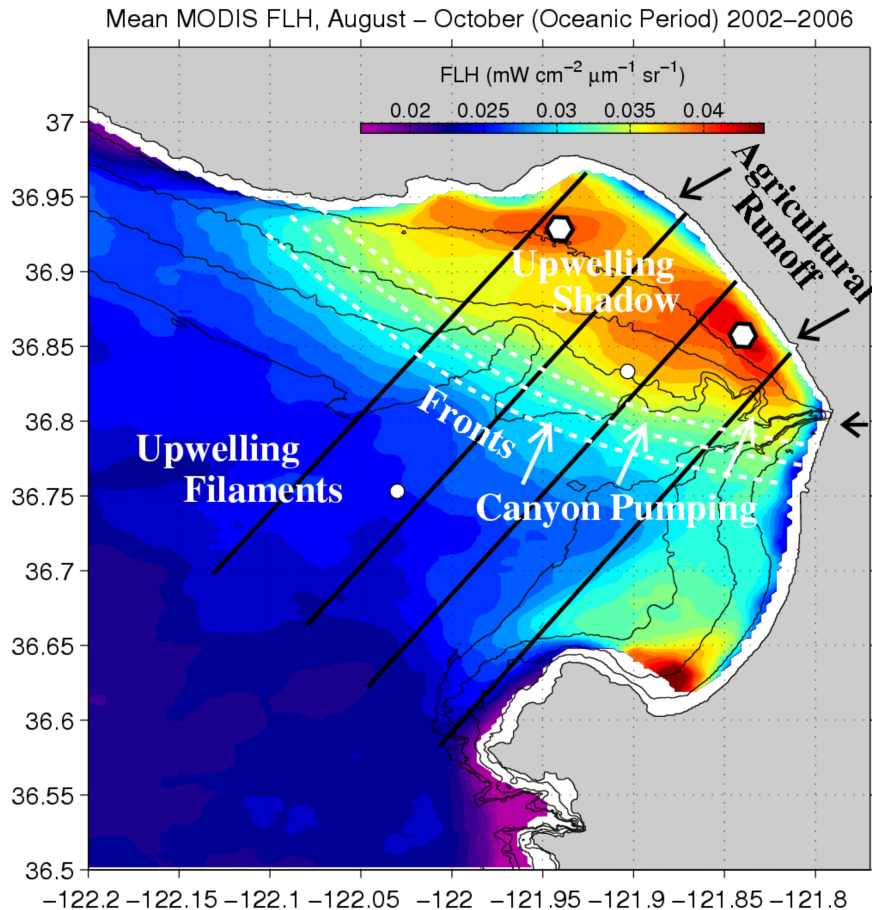 Mean MODIS FLH, August – October (Oceanic Period) 2002–2006
FLH (mW cm⁻² μm⁻¹ sr⁻¹)
0.02 0.025 0.03 0.035 0.04
Agricultural
Runoff
Upwelling
Shadow
Fronts
Upwelling
Filaments
Canyon Pumping
37
36.95
36.9
36.85
36.8
36.75
36.7
36.65
36.6
36.55
36.5
−122.2 −122.15 −122.1 −122.05 −122 −121.95 −121.9 −121.85 −121.8